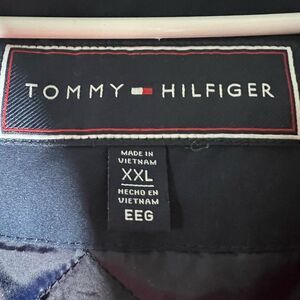 TOMMY HILFIGER
MADE IN
VIETNAM
XXL
HECHO EN
VIETNAM
EEG